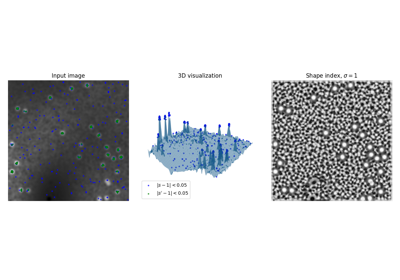 Input image
3D visualization
Shape index, σ = 1
|s − 1| < 0.05
|s' − 1| < 0.05